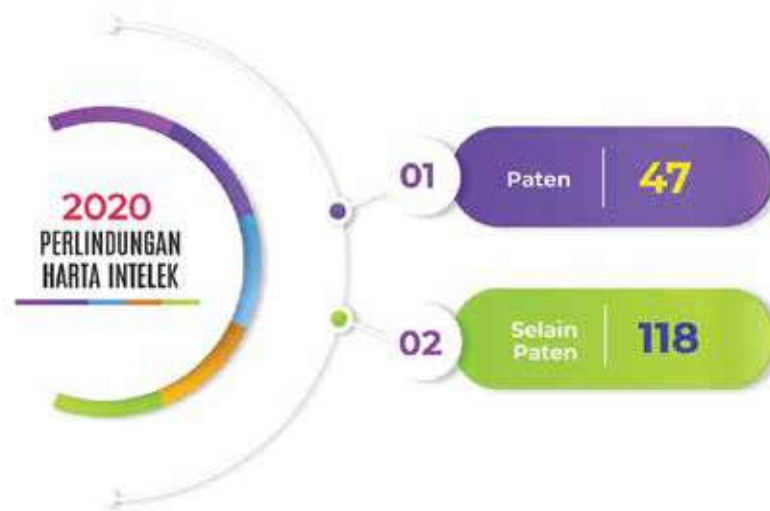 2020
PERLINDUNGAN
HARTA INTELEK
01
Paten
47
02
Selain
Paten
118